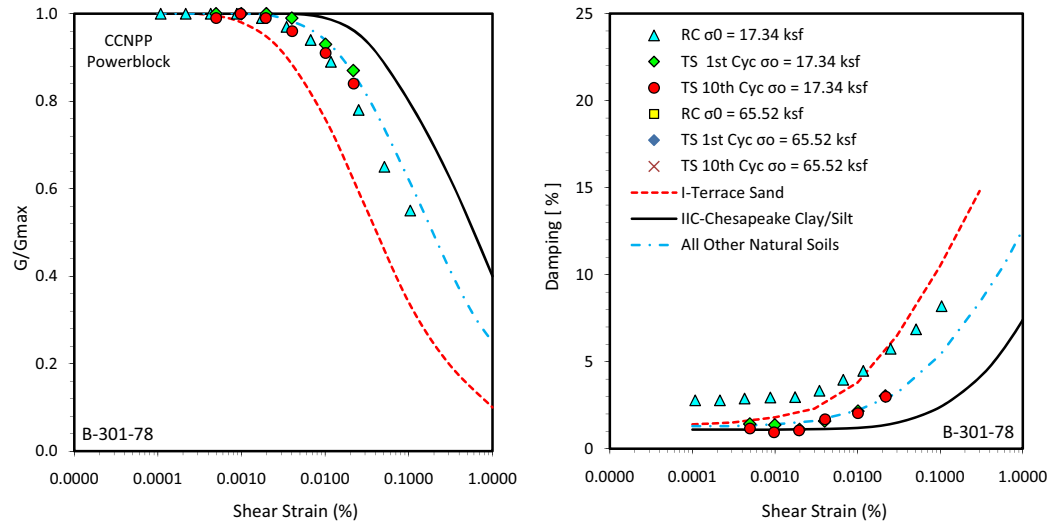 CCNPP
Powerblock
G/Gmax
1.0
0.8
0.6
0.4
0.2
0.0
B-301-78
0.0000 0.0001 0.0010 0.0100 0.1000 1.0000
Shear Strain (%)
Damping [ % ]
25
20
15
10
5
0
RC σ0 = 17.34 ksf
TS 1st Cyc σo = 17.34 ksf
TS 10th Cyc σo = 17.34 ksf
RC σ0 = 65.52 ksf
TS 1st Cyc σo = 65.52 ksf
TS 10th Cyc σo = 65.52 ksf
I-Terrace Sand
IIC-Chesapeake Clay/Silt
All Other Natural Soils
B-301-78
0.0000 0.0001 0.0010 0.0100 0.1000 1.0000
Shear Strain (%)